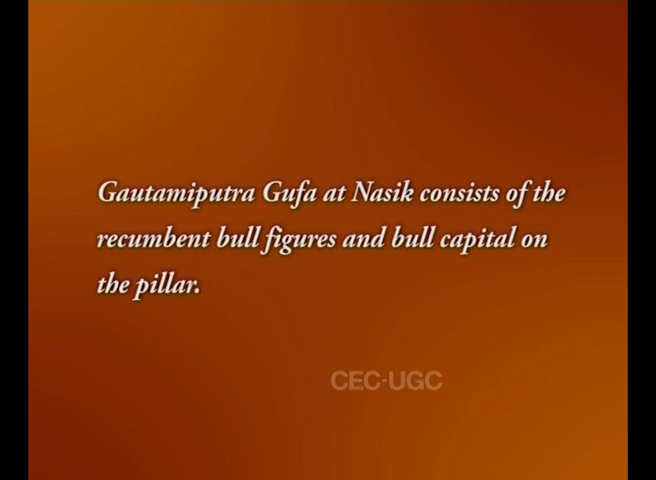 Gautamiputra Gufa at Nasik consists of the
recumbent bull figures and bull capital on
the pillar.
CEC-UGC